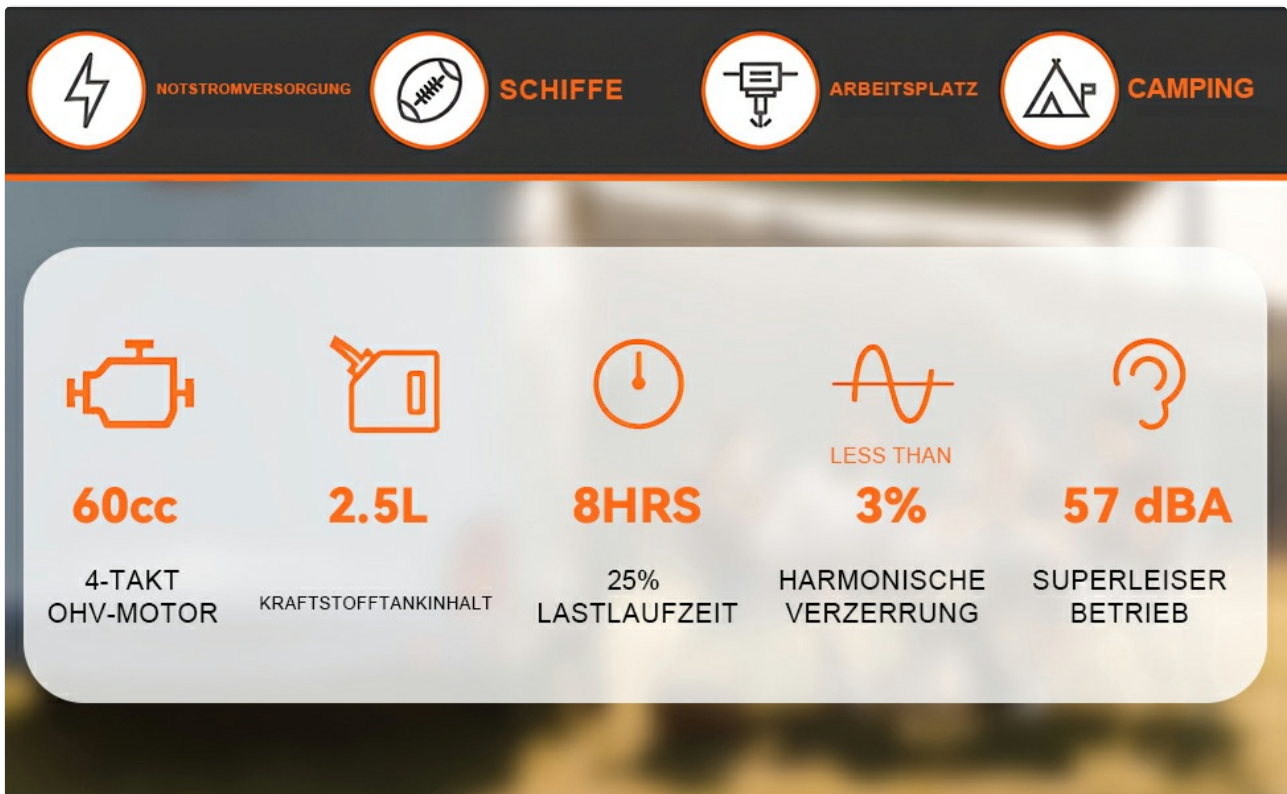 NOTSTROMVERSORGUNG
SCHIFFE
ARBEITSPLATZ
CAMPING
LESS THAN
60cc
2.5L
8HRS
3%
57 dBA
4-TAKT
OHV-MOTOR
KRAFTSTOFFTANKINHALT
25%
LASTLAUFZEIT
HARMONISCHE
VERZERRUNG
SUPERLEISER
BETRIEB